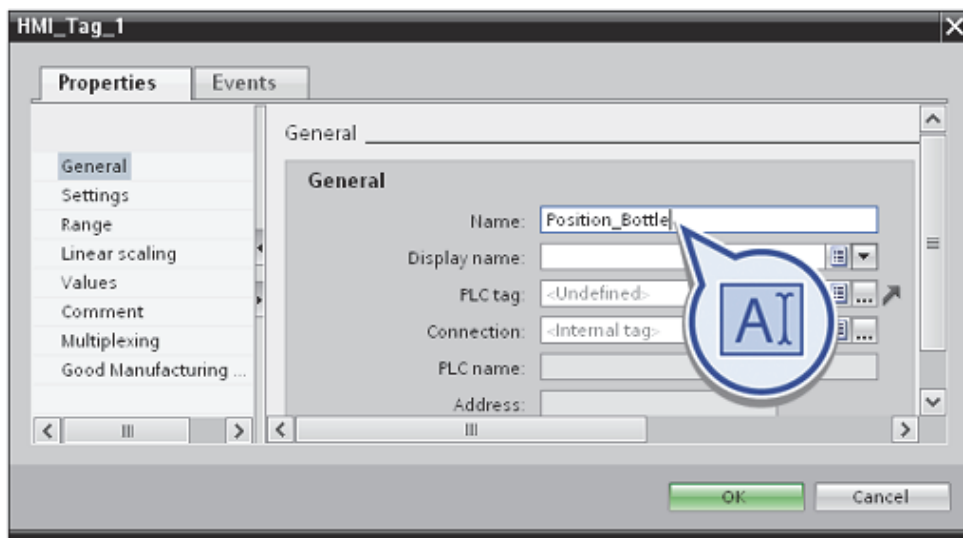 HMI_Tag_1
Properties
Events
General
Settings
Range
Linear scaling
Values
Comment
Multiplexing
Good Manufacturing ...
General
General
Name: Position_Bottle
Display name:
PLC tag: <Undefined>
...
Connection: <Internal tag>
...
PLC name:
Address:
A
OK
Cancel